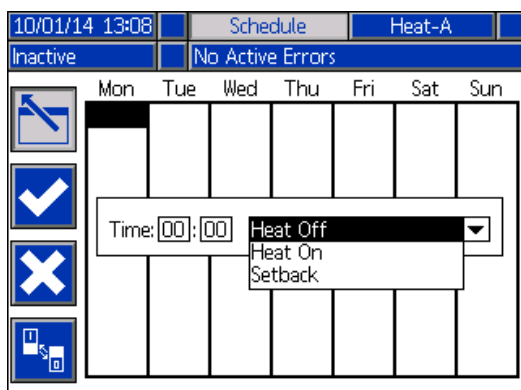 10/01/14 13:08 Schedule Heat-A
Inactive No Active Errors
Mon Tue Wed Thu Fri Sat Sun
Time: 00 : 00 Heat Off
Heat On
Setback